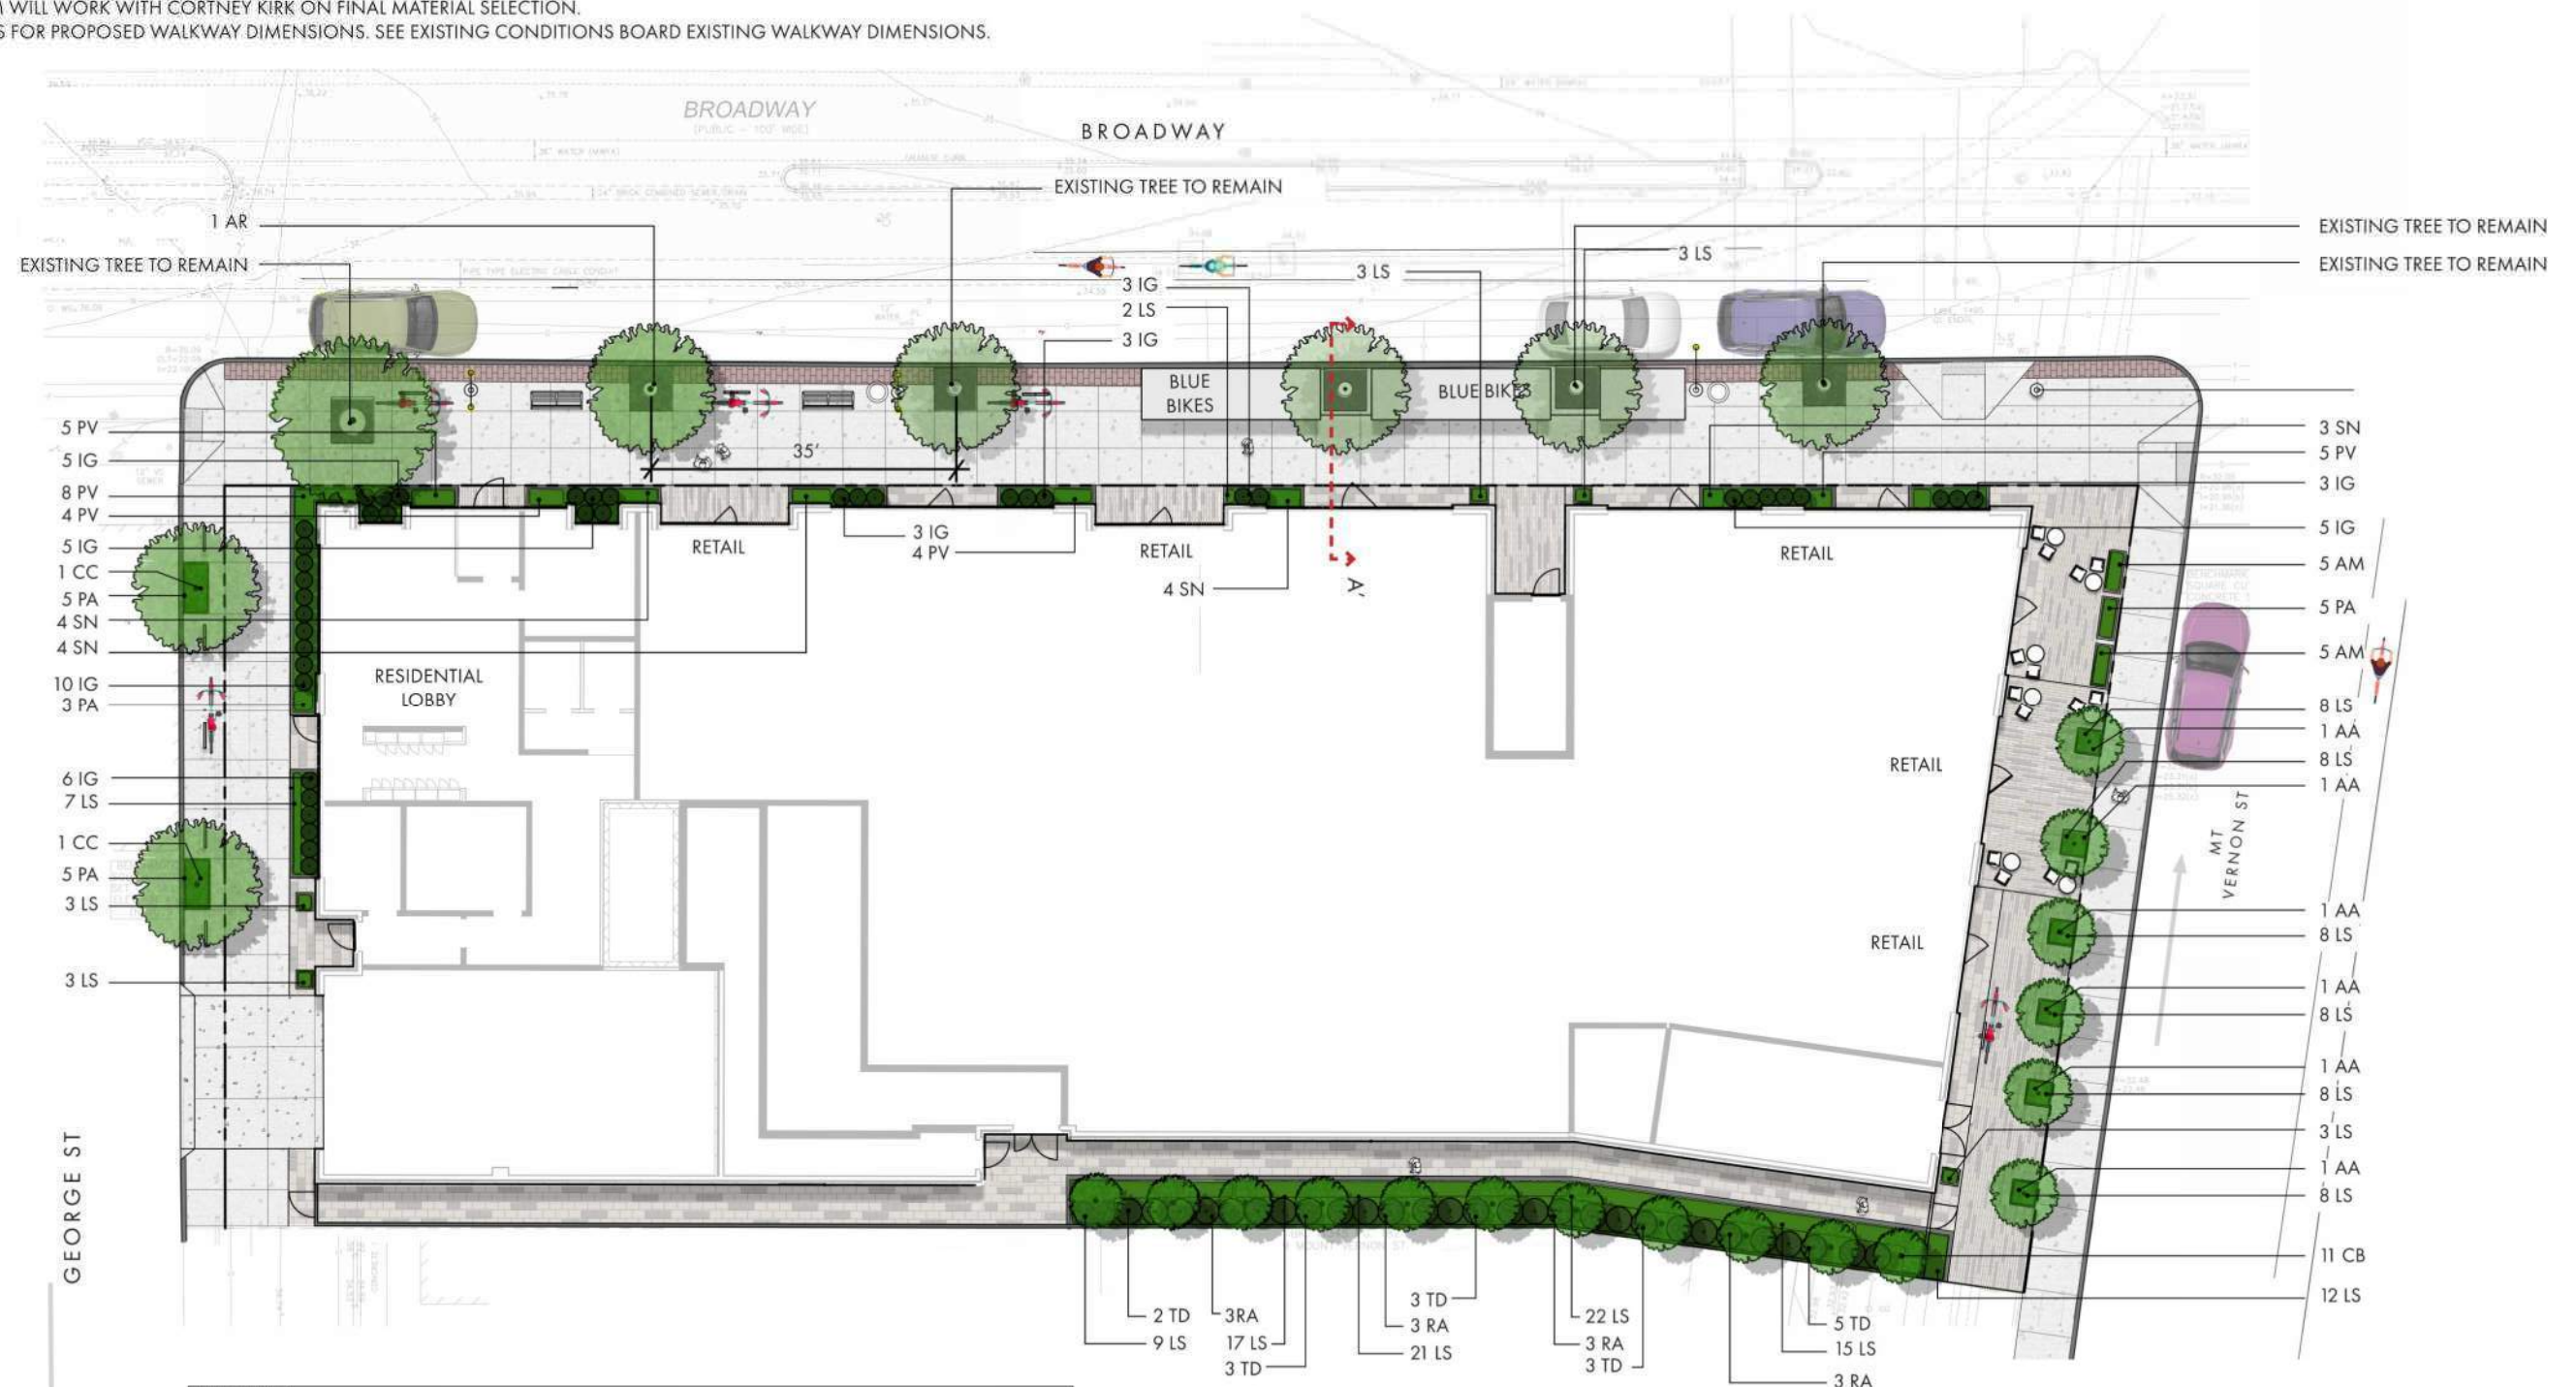 WILL WORK WITH CORTNEY KIRK ON FINAL MATERIAL SELECTION.
FOR PROPOSED WALKWAY DIMENSIONS. SEE EXISTING CONDITIONS BOARD EXISTING WALKWAY DIMENSIONS.
BROADWAY
(PUBLIC - 100' WIDE)
BROADWAY
EXISTING TREE TO REMAIN
1 AR
EXISTING TREE TO REMAIN
EXISTING TREE TO REMAIN
EXISTING TREE TO REMAIN
3 LS
3 LS
3 IG
2 LS
3 IG
BLUE
BIKES
BLUE BIKES
35'
5 PV
5 IG
8 PV
4 PV
5 IG
1 CC
5 PA
4 SN
4 SN
10 IG
3 PA
6 IG
7 LS
1 CC
5 PA
3 LS
3 LS
GEORGE ST
RETAIL
3 IG
4 PV
RETAIL
4 SN
A'
RETAIL
RESIDENTIAL
LOBBY
RETAIL
RETAIL
3 SN
5 PV
3 IG
5 IG
5 AM
5 PA
5 AM
8 LS
1 AA
8 LS
1 AA
MT
VERNON ST
1 AA
8 LS
1 AA
8 LS
1 AA
8 LS
3 LS
1 AA
8 LS
11 CB
12 LS
2 TD
9 LS
3RA
17 LS
3 TD
3 TD
3 RA
21 LS
22 LS
3 RA
3 TD
5 TD
15 LS
3 RA